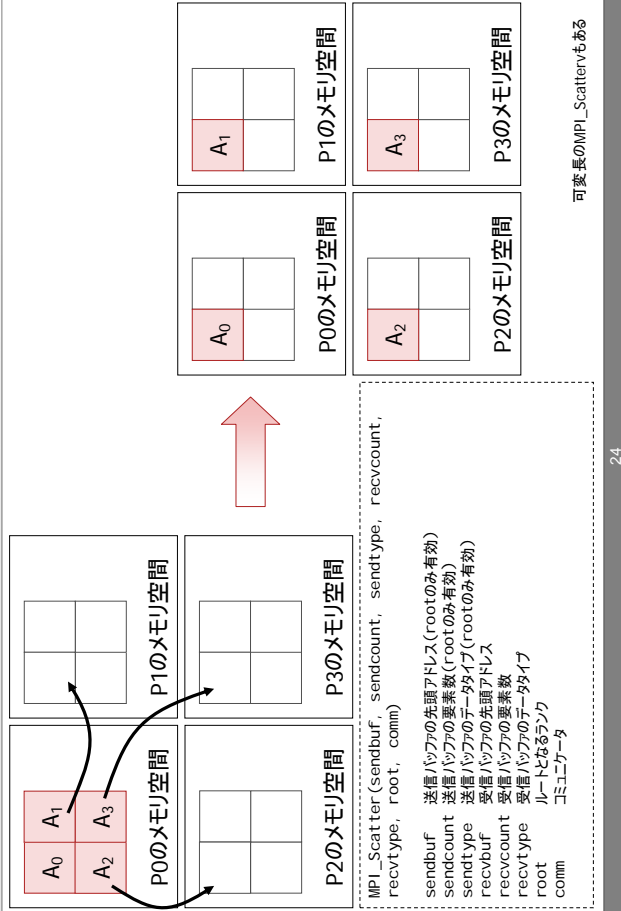 A0 A1
A2 A3
P0のメモリ空間
P1のメモリ空間
P2のメモリ空間
P3のメモリ空間
A0
P0のメモリ空間
A1
P1のメモリ空間
A2
P2のメモリ空間
A3
P3のメモリ空間
MPI_Scatter(sendbuf, sendcount, sendtype, recvcount,
recvtype, root, comm)
sendbuf 送信バッファの先頭アドレス(rootのみ有効)
sendcount 送信バッファの要素数(rootのみ有効)
sendtype 送信バッファのデータタイプ(rootのみ有効)
recvbuf 受信バッファの先頭アドレス
recvcount 受信バッファの要素数
recvtype 受信バッファのデータタイプ
root ルートとなるランク
comm コミュニケータ
可変長のMPI_Scattervもある
24